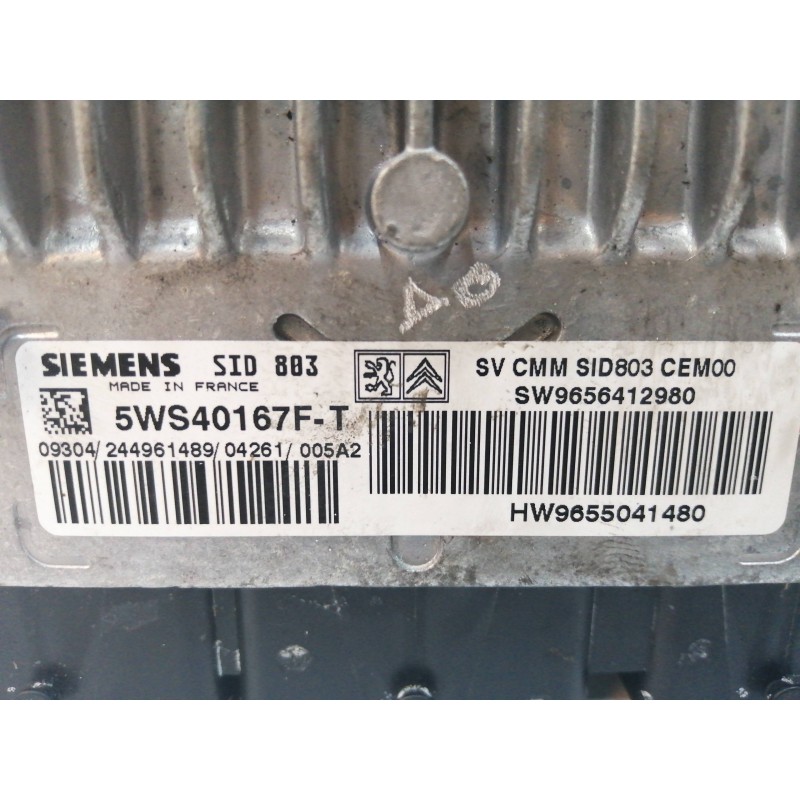 SIEMENS SID 803
MADE IN FRANCE
5WS40167F-T
09304/244961489/04261/005A2
SV CMM SID803 CEM00
SW9656412980
HW9655041480